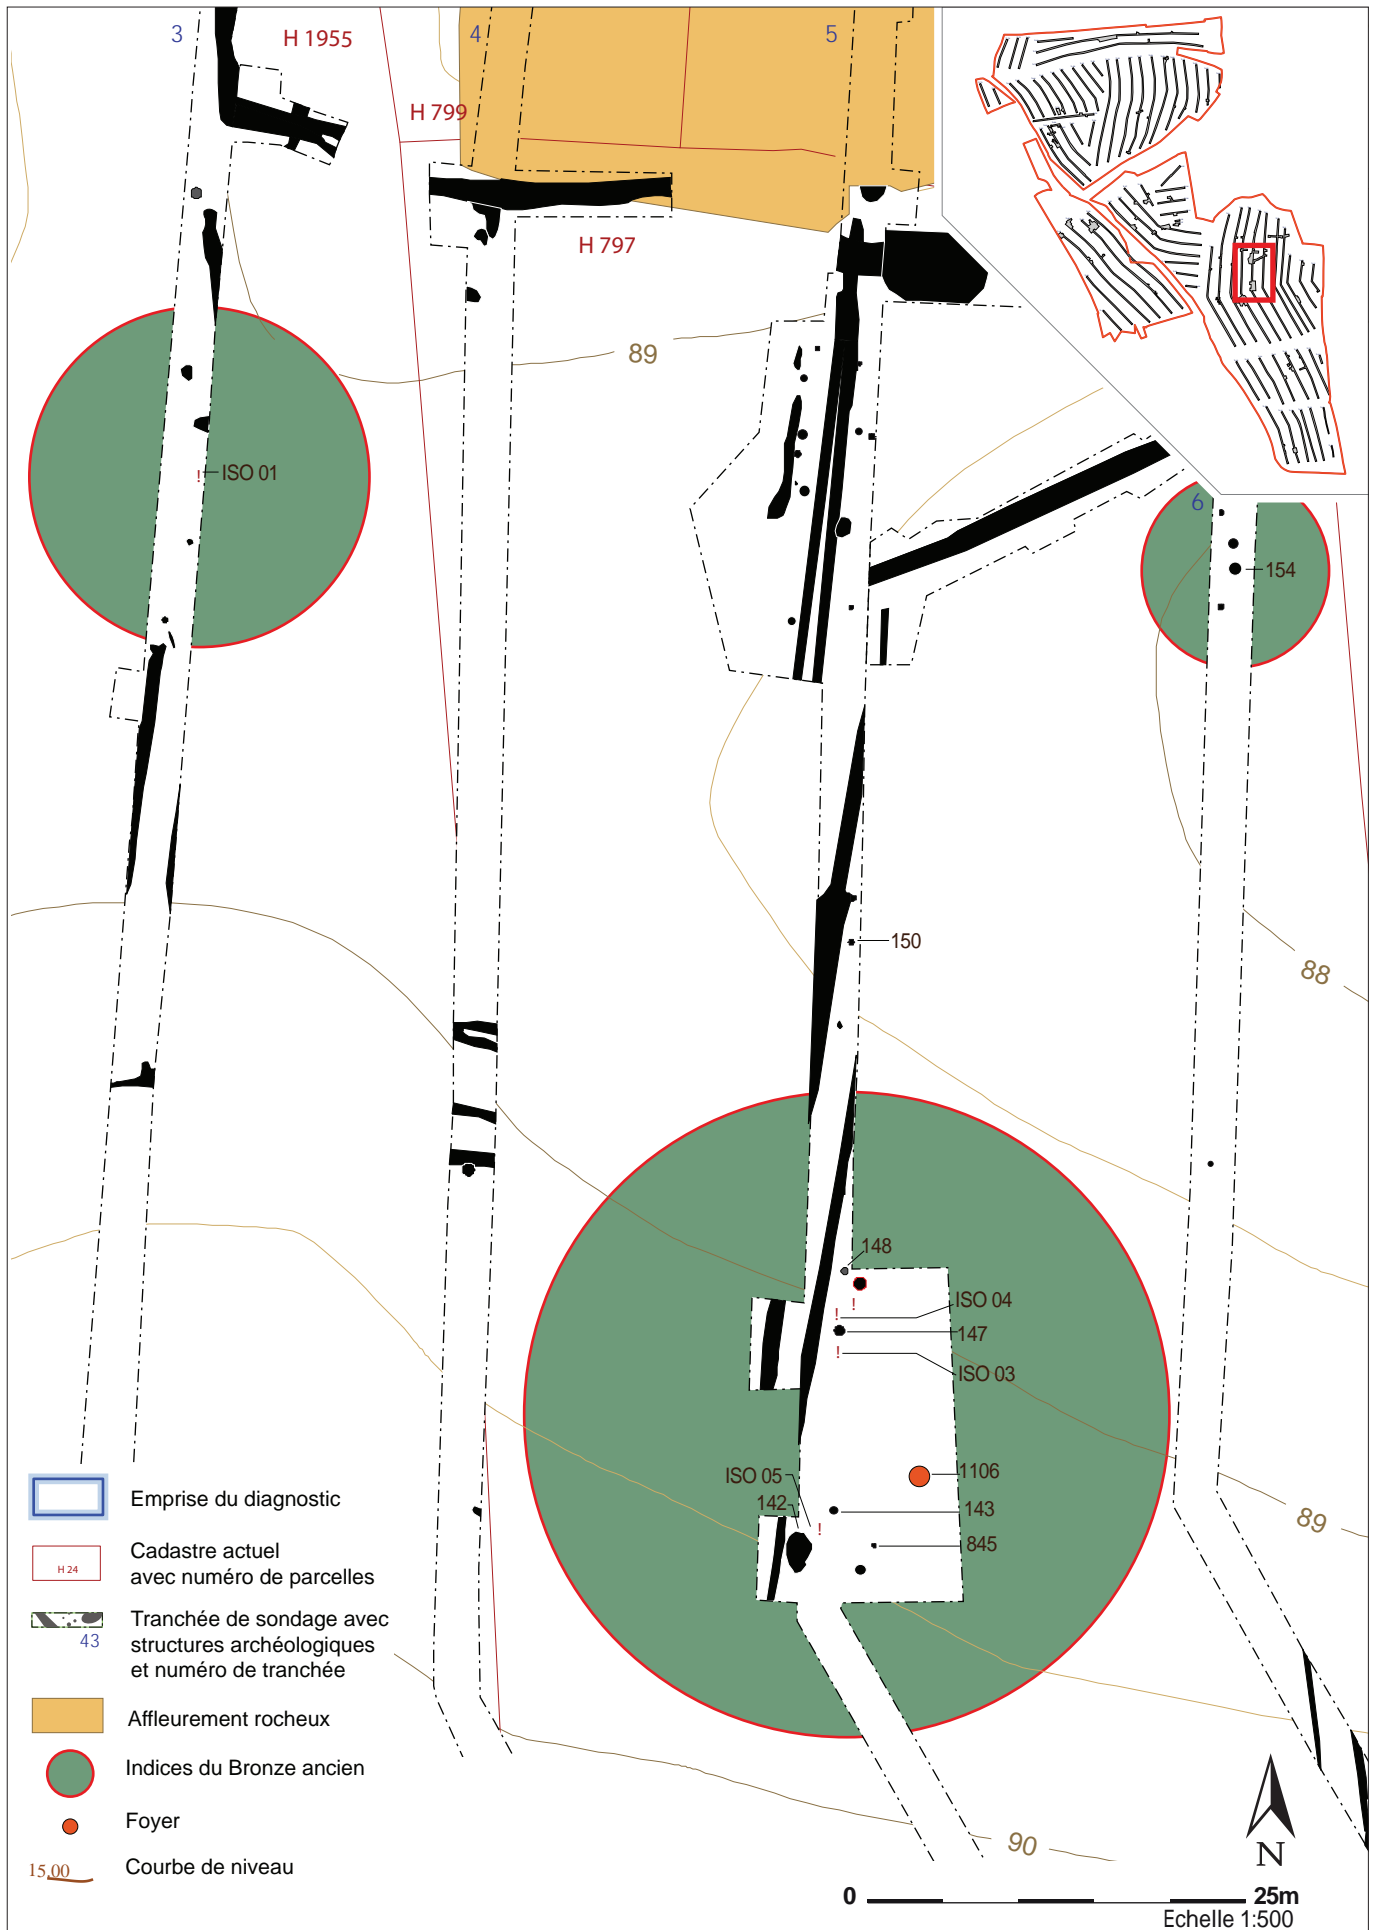 3
H 1955
4
5
H 799
H 797
89
ISO 01
6
154
150
88
148
ISO 04
147
ISO 03
ISO 05
1106
142
143
845
89
90
Emprise du diagnostic
H 24
Cadastre actuel
avec numéro de parcelles
43
Tranchée de sondage avec
structures archéologiques
et numéro de tranchée
Affleurement rocheux
Indices du Bronze ancien
Foyer
15,00
Courbe de niveau
N
0
25m
Echelle 1:500